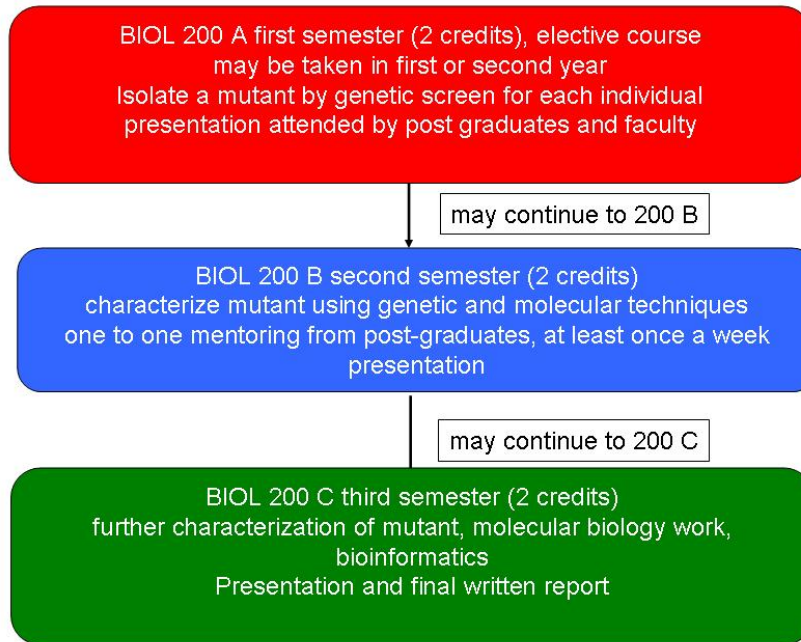 BIOL 200 A first semester (2 credits), elective course
may be taken in first or second year
Isolate a mutant by genetic screen for each individual
presentation attended by post graduates and faculty
may continue to 200 B
BIOL 200 B second semester (2 credits)
characterize mutant using genetic and molecular techniques
one to one mentoring from post-graduates, at least once a week
presentation
may continue to 200 C
BIOL 200 C third semester (2 credits)
further characterization of mutant, molecular biology work,
bioinformatics
Presentation and final written report